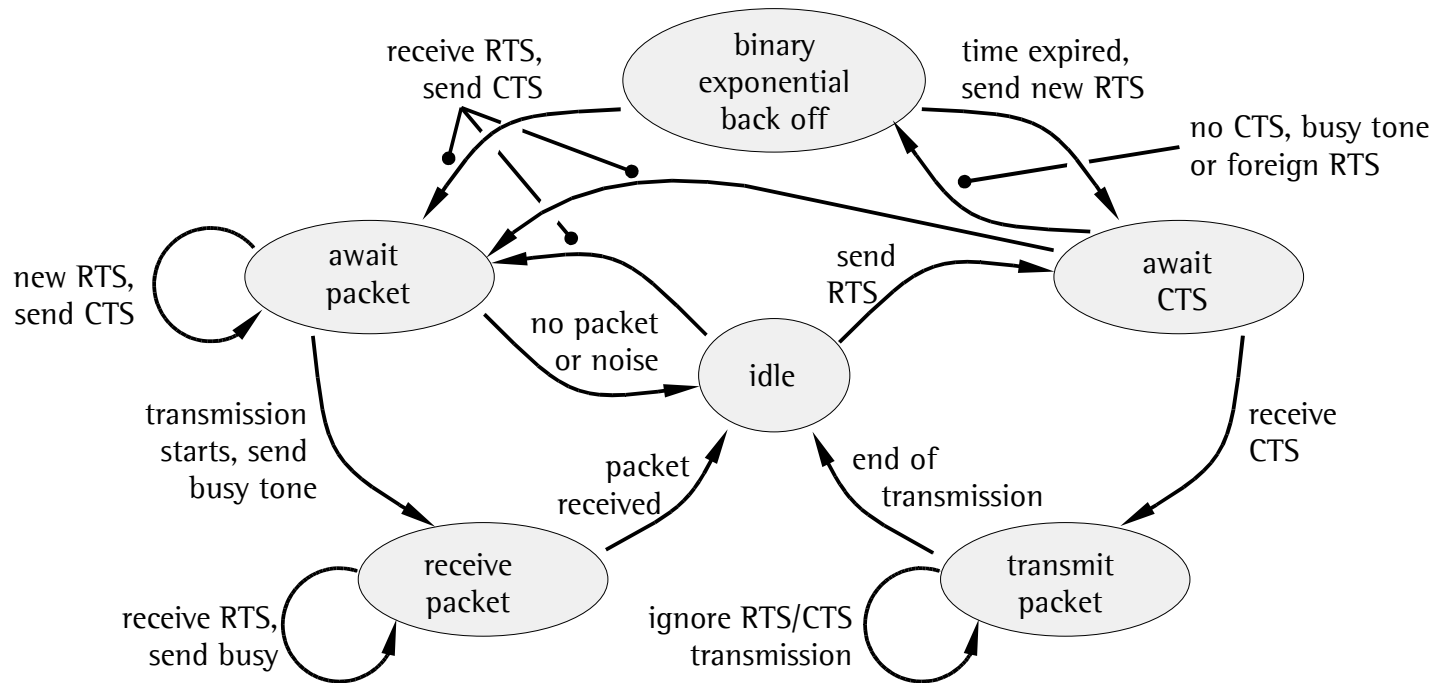 receive RTS,
send CTS
binary
exponential
back off
time expired,
send new RTS
no CTS, busy tone
or foreign RTS
new RTS,
send CTS
await
packet
send
RTS
await
CTS
no packet
or noise
idle
transmission
starts, send
busy tone
packet
received
end of
transmission
receive
CTS
receive
packet
transmit
packet
receive RTS,
send busy
ignore RTS/CTS
transmission